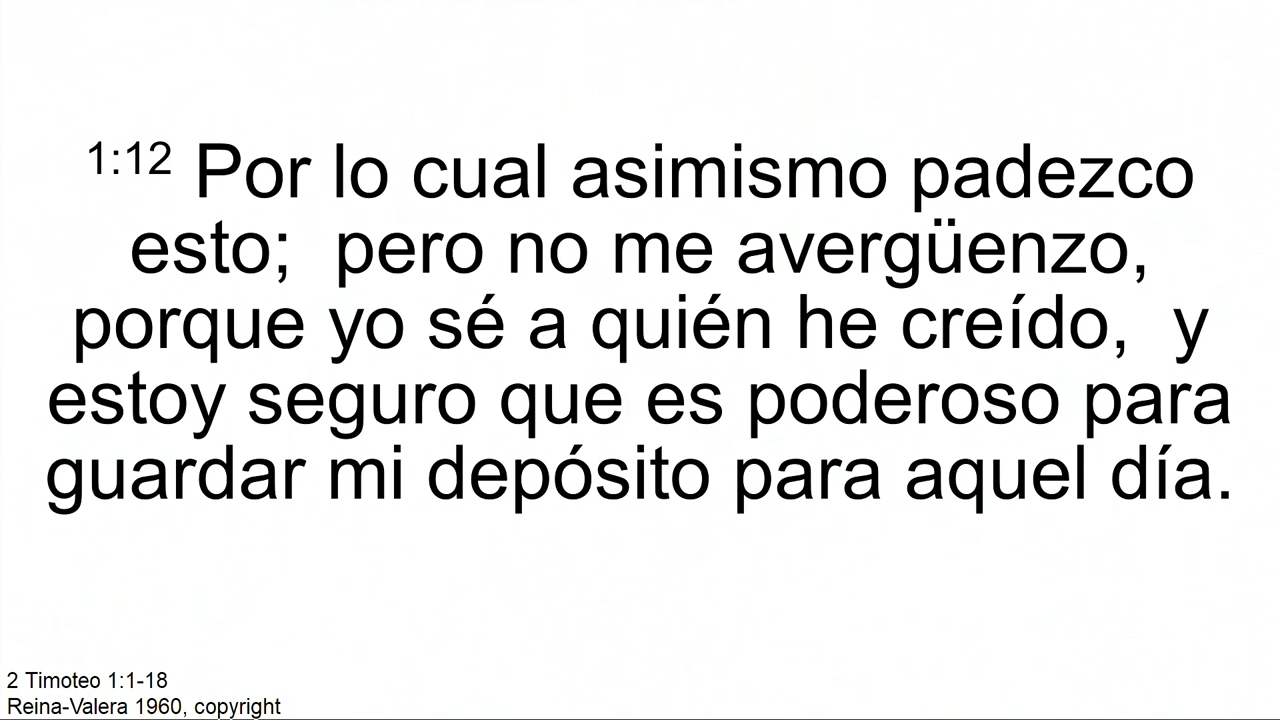 1:12 Por lo cual asimismo padezco
esto;  pero no me avergüenzo,
porque yo sé a quién he creído,  y
estoy seguro que es poderoso para
guardar mi depósito para aquel día.
2 Timoteo 1:1-18
Reina-Valera 1960, copyright